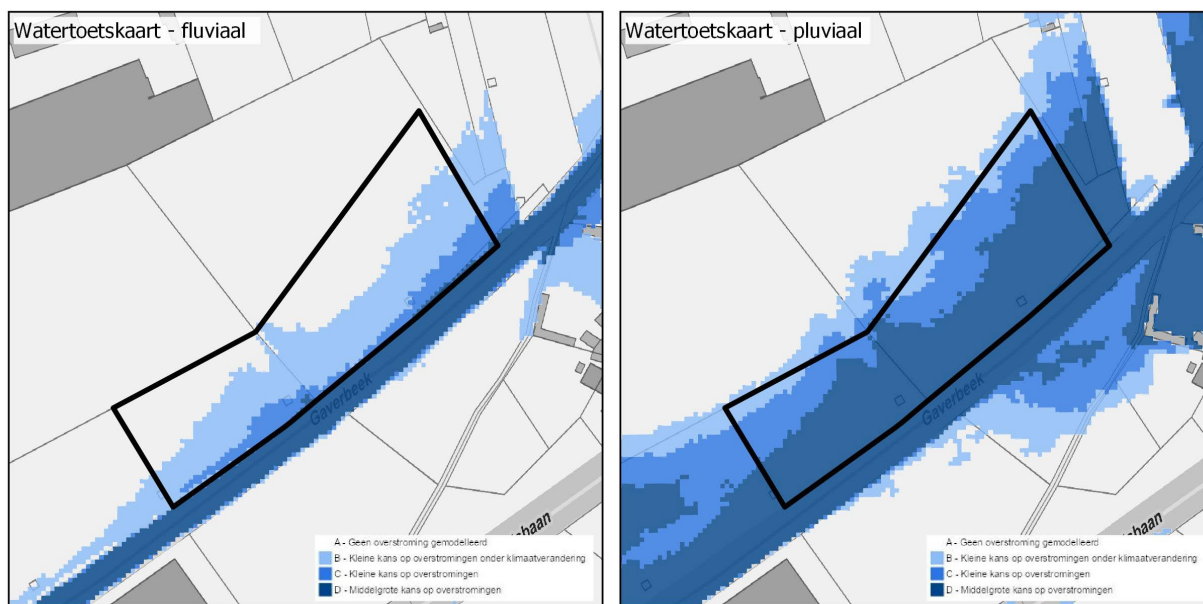 Watertoetskaart - fluviaal
Gaverbeek
sbaan
A - Geen overstroming gemodelleerd
B - Kleine kans op overstromingen onder klimaatverandering
C - Kleine kans op overstromingen
D - Middelgrote kans op overstromingen
Watertoetskaart - pluviaal
Gaverbeek
sbaan
A - Geen overstroming gemodelleerd
B - Kleine kans op overstromingen onder klimaatverandering
C - Kleine kans op overstromingen
D - Middelgrote kans op overstromingen